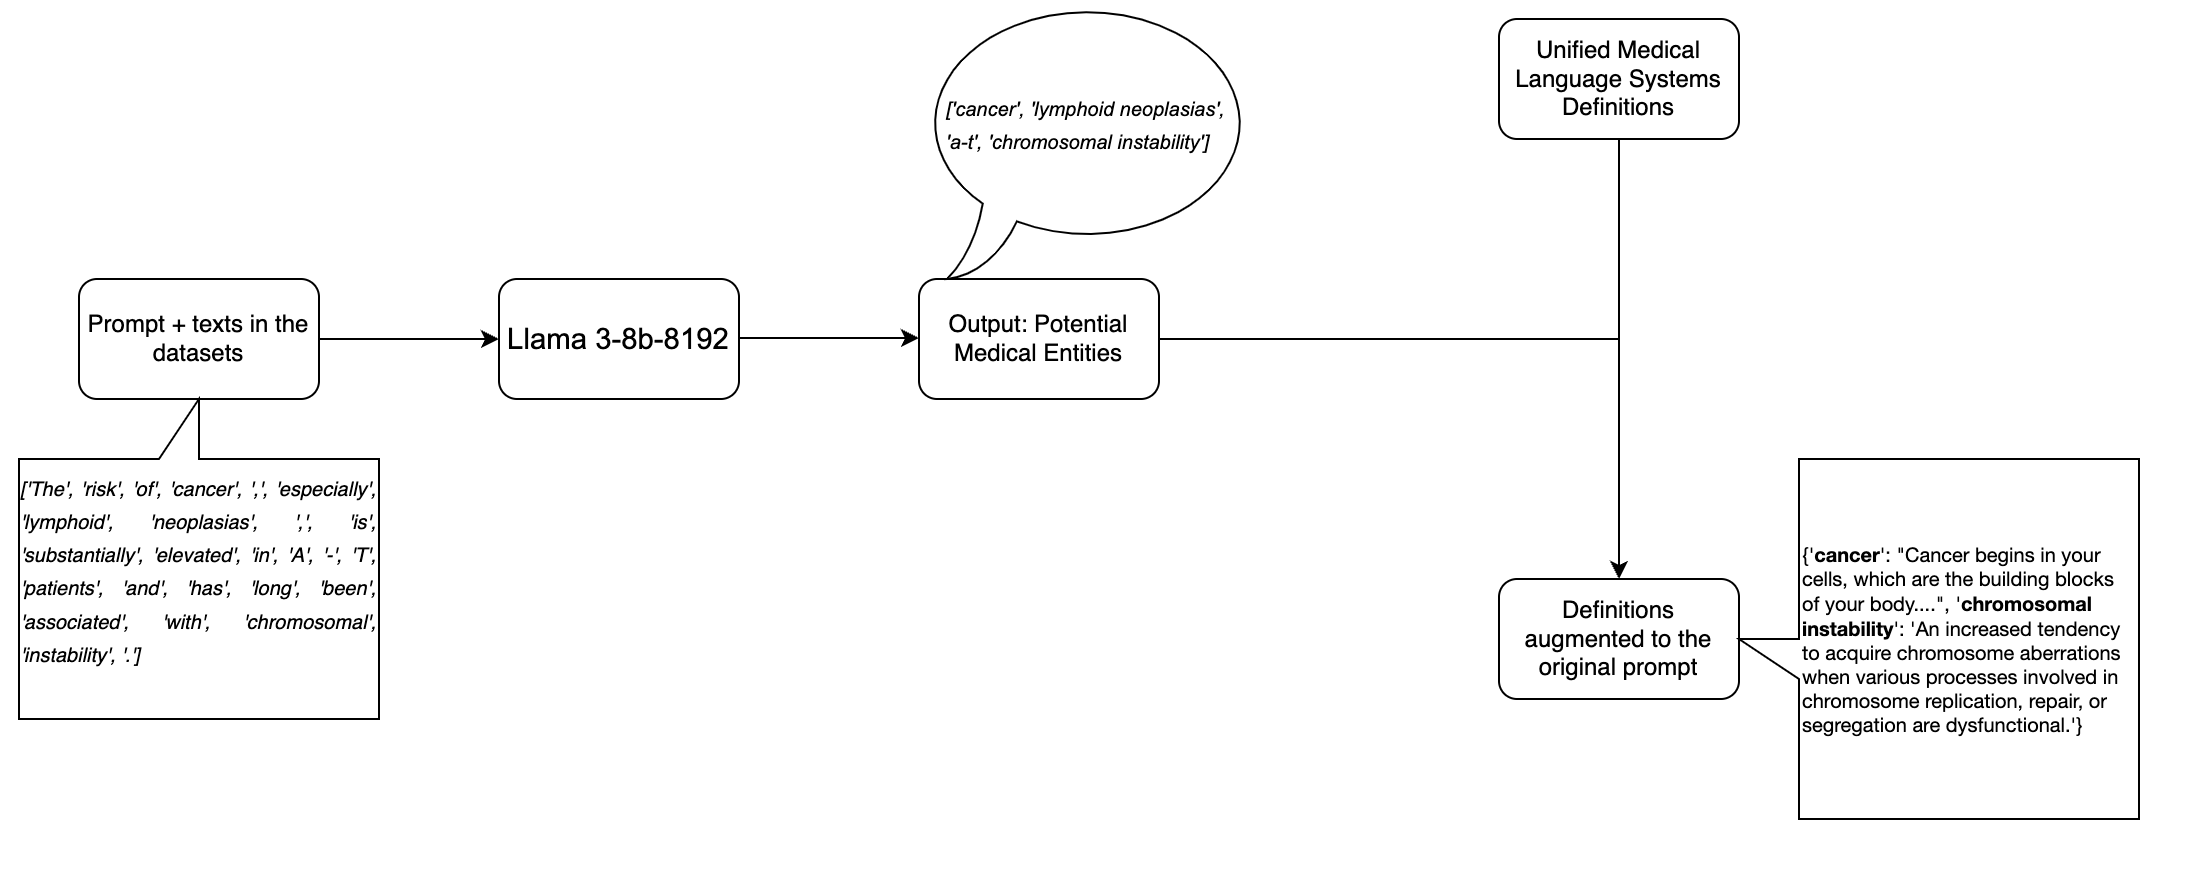 ['cancer', 'lymphoid neoplasias',
'a-t', 'chromosomal instability']
Unified Medical
Language Systems
Definitions
Prompt + texts in the
datasets
Llama 3-8b-8192
Output: Potential
Medical Entities
['The', 'risk', 'of', 'cancer', ',', 'especially',
'lymphoid', 'neoplasias', ',', 'is',
'substantially', 'elevated', 'in', 'A', '-', 'T',
'patients', 'and', 'has', 'long', 'been',
'associated', 'with', 'chromosomal',
'instability', '.']
Definitions
augmented to the
original prompt
{'cancer': "Cancer begins in your
cells, which are the building blocks
of your body....", 'chromosomal
instability': 'An increased tendency
to acquire chromosome aberrations
when various processes involved in
chromosome replication, repair, or
segregation are dysfunctional.'}